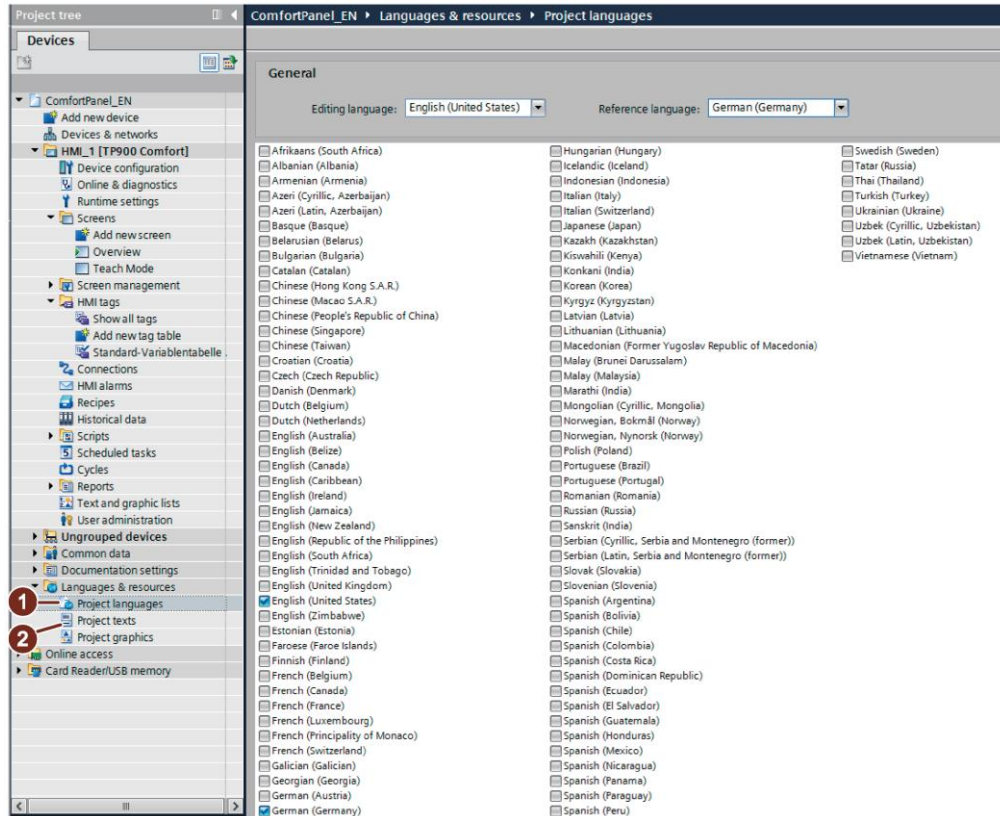 Project tree
Devices
ComfortPanel_EN
Add new device
Devices & networks
HMI_1 [TP900 Comfort]
Device configuration
Online & diagnostics
Runtime settings
Screens
Add new screen
Overview
Teach Mode
Screen management
HMI tags
Show all tags
Add new tag table
Standard-Variablentabelle
Connections
HMI alarms
Recipes
Historical data
Scripts
Scheduled tasks
Cycles
Reports
Text and graphic lists
User administration
Ungrouped devices
Common data
Documentation settings
Languages & resources
1 Project languages
2 Project texts
Project graphics
Online access
Card Reader/USB memory
ComfortPanel_EN Languages & resources Project languages
General
Editing language: English (United States) Reference language: German (Germany)
Afrikaans (South Africa)
Albanian (Albania)
Armenian (Armenia)
Azeri (Cyrillic, Azerbaijan)
Azeri (Latin, Azerbaijan)
Basque (Basque)
Belarusian (Belarus)
Bulgarian (Bulgaria)
Catalan (Catalan)
Chinese (Hong Kong S.A.R.)
Chinese (Macao S.A.R.)
Chinese (People's Republic of China)
Chinese (Singapore)
Chinese (Taiwan)
Croatian (Croatia)
Czech (Czech Republic)
Danish (Denmark)
Dutch (Belgium)
Dutch (Netherlands)
English (Australia)
English (Belize)
English (Canada)
English (Caribbean)
English (Ireland)
English (Jamaica)
English (New Zealand)
English (Republic of the Philippines)
English (South Africa)
English (Trinidad and Tobago)
English (United Kingdom)
English (United States)
English (Zimbabwe)
Estonian (Estonia)
Faroese (Faroe Islands)
Finnish (Finland)
French (Belgium)
French (Canada)
French (France)
French (Luxembourg)
French (Principality of Monaco)
French (Switzerland)
Galician (Galician)
Georgian (Georgia)
German (Austria)
German (Germany)
Hungarian (Hungary)
Icelandic (Iceland)
Indonesian (Indonesia)
Italian (Italy)
Italian (Switzerland)
Japanese (Japan)
Kazakh (Kazakhstan)
Kiswahili (Kenya)
Konkani (India)
Korean (Korea)
Kyrgyz (Kyrgyzstan)
Latvian (Latvia)
Lithuanian (Lithuania)
Macedonian (Former Yugoslav Republic of Macedonia)
Malay (Brunei Darussalam)
Malay (Malaysia)
Marathi (India)
Mongolian (Cyrillic, Mongolia)
Norwegian, Bokmål (Norway)
Norwegian, Nynorsk (Norway)
Polish (Poland)
Portuguese (Brazil)
Portuguese (Portugal)
Romanian (Romania)
Russian (Russia)
Sanskrit (India)
Serbian (Cyrillic, Serbia and Montenegro (former))
Serbian (Latin, Serbia and Montenegro (former))
Slovak (Slovakia)
Slovenian (Slovenia)
Spanish (Argentina)
Spanish (Bolivia)
Spanish (Chile)
Spanish (Colombia)
Spanish (Costa Rica)
Spanish (Dominican Republic)
Spanish (Ecuador)
Spanish (El Salvador)
Spanish (Guatemala)
Spanish (Honduras)
Spanish (Mexico)
Spanish (Nicaragua)
Spanish (Panama)
Spanish (Paraguay)
Spanish (Peru)
Swedish (Sweden)
Tatar (Russia)
Thai (Thailand)
Turkish (Turkey)
Ukrainian (Ukraine)
Uzbek (Cyrillic, Uzbekistan)
Uzbek (Latin, Uzbekistan)
Vietnamese (Vietnam)